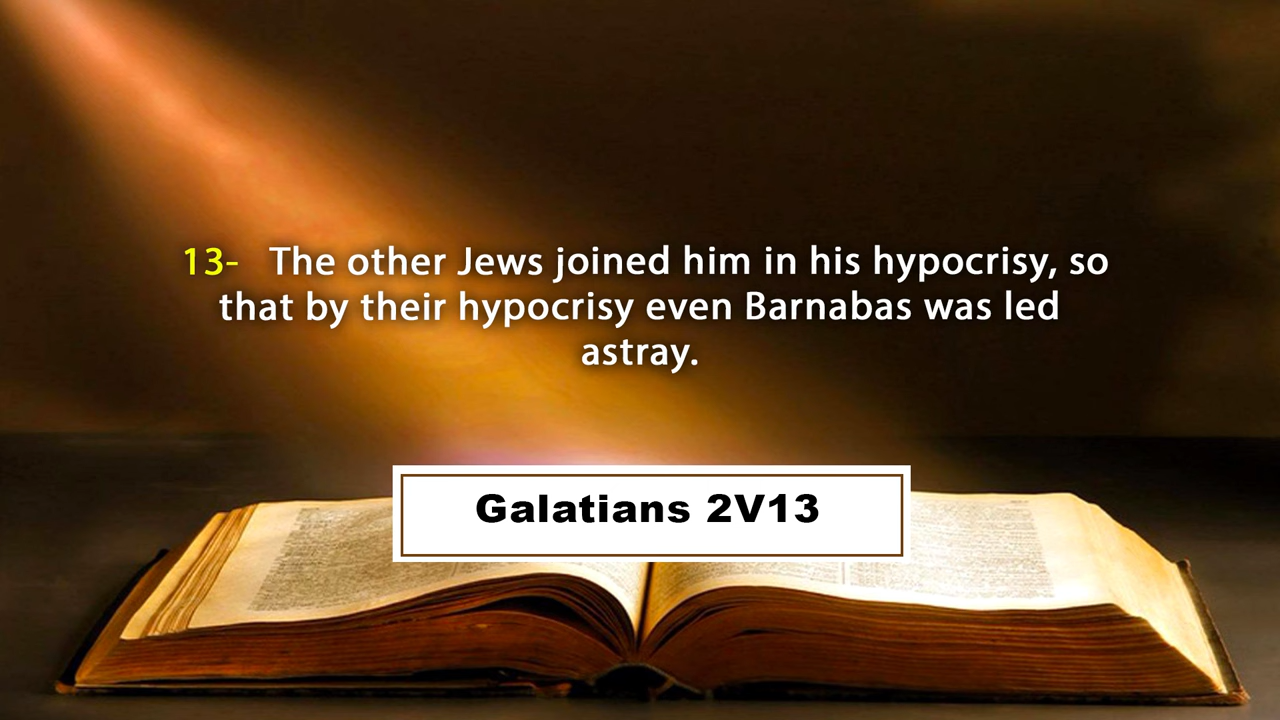 13- The other Jews joined him in his hypocrisy, so
that by their hypocrisy even Barnabas was led
astray.
Galatians 2V13